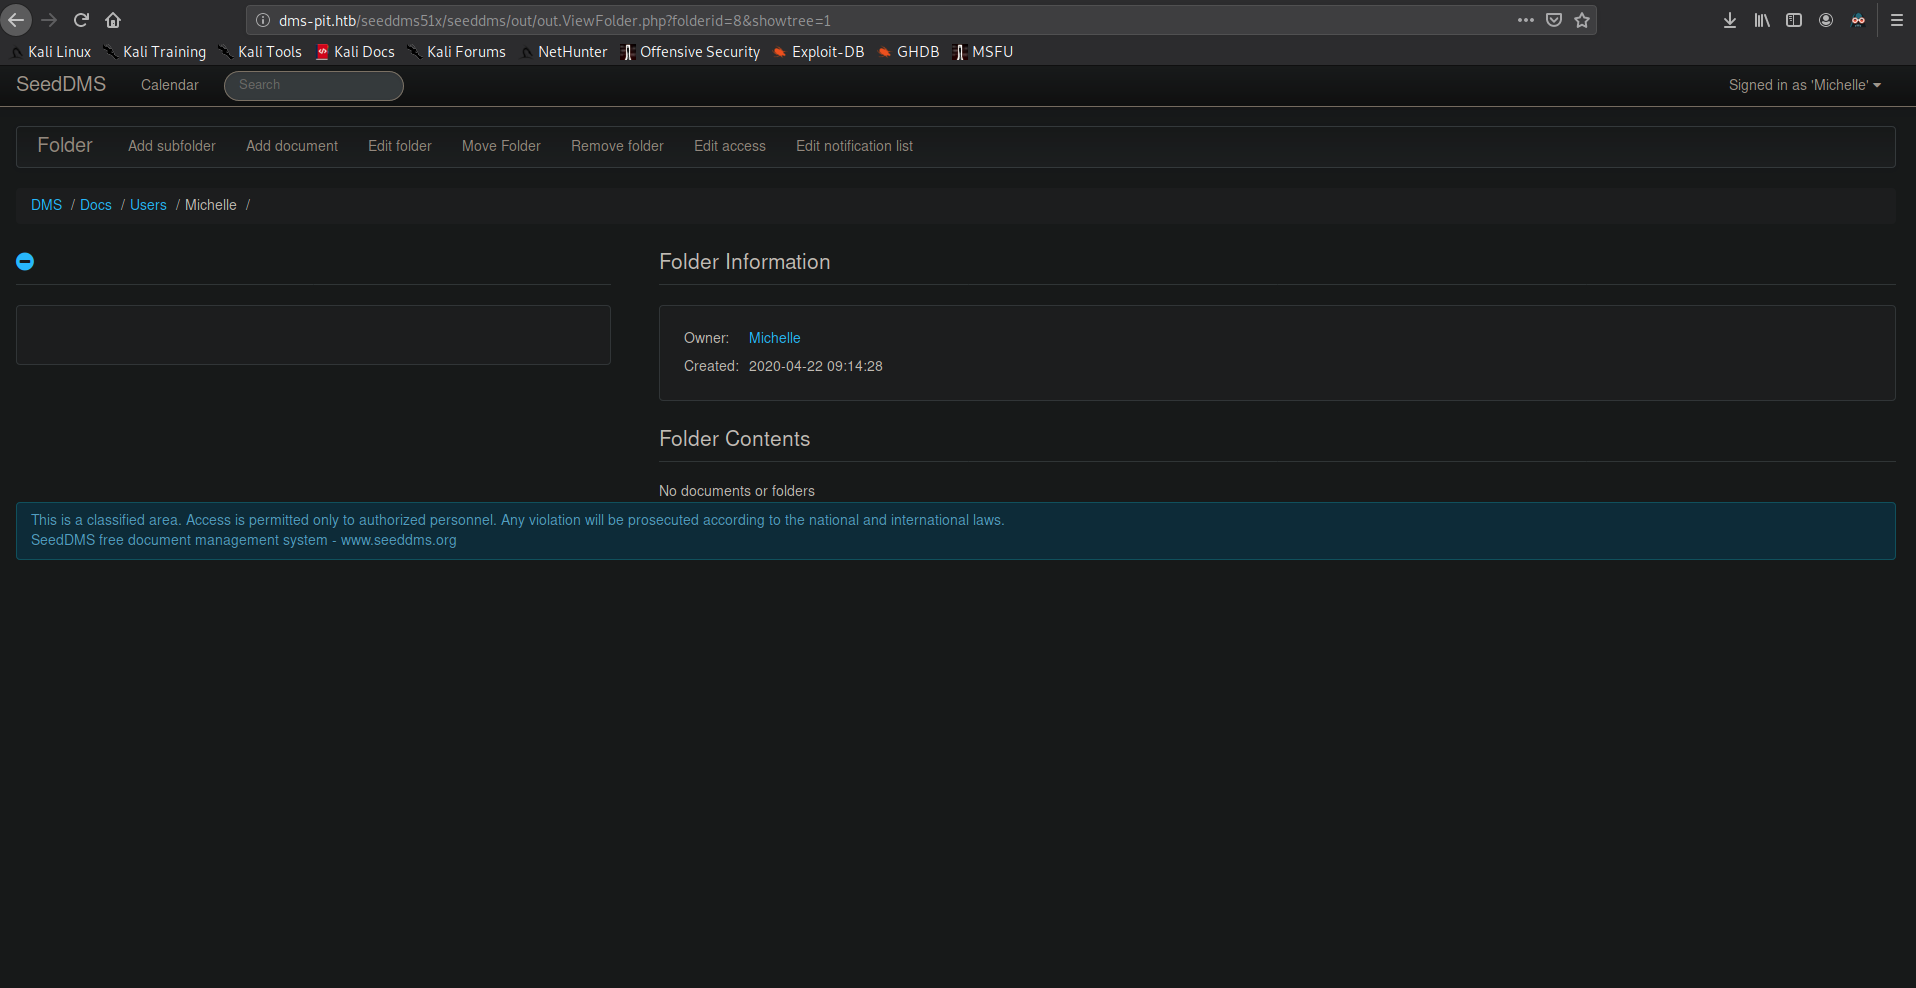 dms-pit.htb/seeddms51x/seeddms/out/out.ViewFolder.php?folderid=8&showtree=1
Kali Linux Kali Training Kali Tools Kali Docs Kali Forums NetHunter Offensive Security Exploit-DB GHDB MSFU
SeedDMS Calendar Search Signed in as 'Michelle'
Folder Add subfolder Add document Edit folder Move Folder Remove folder Edit access Edit notification list
DMS / Docs / Users / Michelle /
Folder Information
Owner: Michelle
Created: 2020-04-22 09:14:28
Folder Contents
No documents or folders
This is a classified area. Access is permitted only to authorized personnel. Any violation will be prosecuted according to the national and international laws.
SeedDMS free document management system - www.seeddms.org